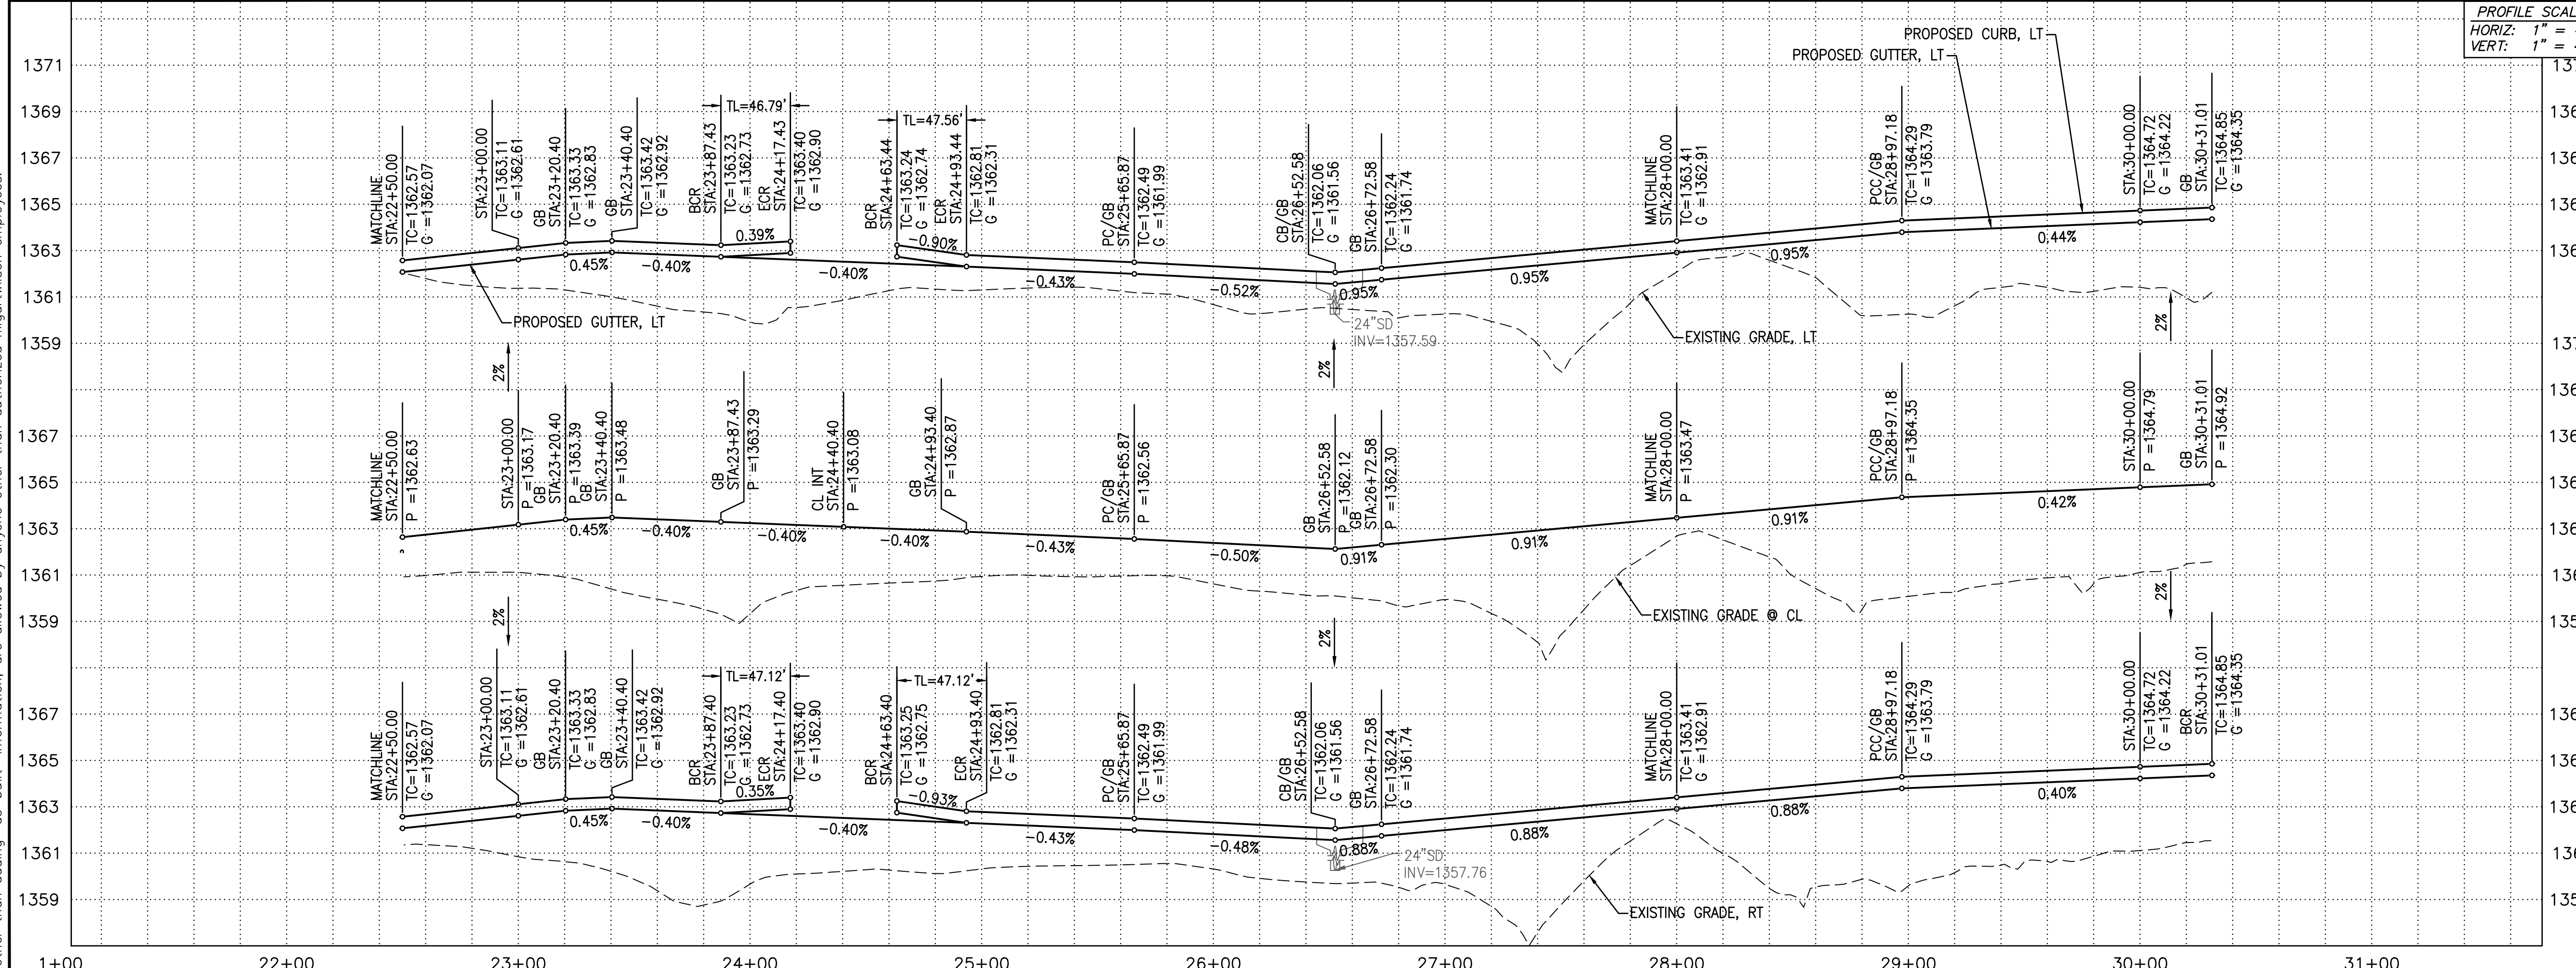 PROFILE SCAL
HORIZ: 1" =
VERT: 1" =
PROPOSED CURB, LT
PROPOSED GUTTER, LT
1371
1369
1367
1365
1363
1361
1359
MATCHLINE
STA:22+50.00
TC=1362.57
G =1362.07
STA:23+00.00
TC=1363.11
G =1362.61
GB
STA:23+20.40
TC=1363.33
G =1362.83
GB
STA:23+40.40
TC=1363.42
G =1362.92
TL=46.79'
BCR
STA:23+87.43
TC=1363.23
G =1362.73
ECR
STA:24+17.43
TC=1363.40
G =1362.90
TL=47.56'
BCR
STA:24+63.44
TC=1363.24
G =1362.74
ECR
STA:24+93.44
TC=1362.81
G =1362.31
PC/GB
STA:25+65.87
TC=1362.49
G =1361.99
CB/GB
STA:26+52.58
TC=1362.06
G =1361.56
GB
STA:26+72.58
TC=1362.24
G =1361.74
MATCHLINE
STA:28+00.00
TC=1363.41
G =1362.91
PCC/GB
STA:28+97.18
TC=1364.29
G =1363.79
STA:30+00.00
TC=1364.72
G =1364.22
GB
STA:30+31.01
TC=1364.85
G =1364.35
0.45%
-0.40%
0.39%
-0.40%
-0.90%
-0.43%
-0.52%
0.95%
0.95%
0.95%
0.44%
PROPOSED GUTTER, LT
24"SD
INV=1357.59
EXISTING GRADE, LT
2%
2%
2%
1367
1365
1363
1361
1359
MATCHLINE
STA:22+50.00
P =1362.63
STA:23+00.00
P =1363.17
GB
STA:23+20.40
P =1363.39
GB
STA:23+40.40
P =1363.48
GB
STA:23+87.43
P =1363.29
CL INT
STA:24+40.40
P =1363.08
GB
STA:24+93.40
P =1362.87
PC/GB
STA:25+65.87
P =1362.56
GB
STA:26+52.58
P =1362.12
GB
STA:26+72.58
P =1362.30
MATCHLINE
STA:28+00.00
P =1363.47
PCC/GB
STA:28+97.18
P =1364.35
STA:30+00.00
P =1364.79
GB
STA:30+31.01
P =1364.92
0.45%
-0.40%
-0.40%
-0.40%
-0.43%
-0.50%
0.91%
0.91%
0.91%
0.42%
EXISTING GRADE @ CL
2%
2%
2%
1367
1365
1363
1361
1359
MATCHLINE
STA:22+50.00
TC=1362.57
G =1362.07
STA:23+00.00
TC=1363.11
G =1362.61
GB
STA:23+20.40
TC=1363.33
G =1362.83
GB
STA:23+40.40
TC=1363.42
G =1362.92
TL=47.12'
BCR
STA:23+87.40
TC=1363.23
G =1362.73
ECR
STA:24+17.40
TC=1363.40
G =1362.90
TL=47.12'
BCR
STA:24+63.40
TC=1363.25
G =1362.75
ECR
STA:24+93.40
TC=1362.81
G =1362.31
PC/GB
STA:25+65.87
TC=1362.49
G =1361.99
CB/GB
STA:26+52.58
TC=1362.06
G =1361.56
GB
STA:26+72.58
TC=1362.24
G =1361.74
MATCHLINE
STA:28+00.00
TC=1363.41
G =1362.91
PCC/GB
STA:28+97.18
TC=1364.29
G =1363.79
STA:30+00.00
TC=1364.72
G =1364.22
BCR
STA:30+31.01
TC=1364.85
G =1364.35
0.45%
-0.40%
0.35%
-0.40%
-0.93%
-0.43%
-0.48%
0.88%
0.88%
0.88%
0.40%
24"SD
INV=1357.76
EXISTING GRADE, RT
1+00
22+00
23+00
24+00
25+00
26+00
27+00
28+00
29+00
30+00
31+00